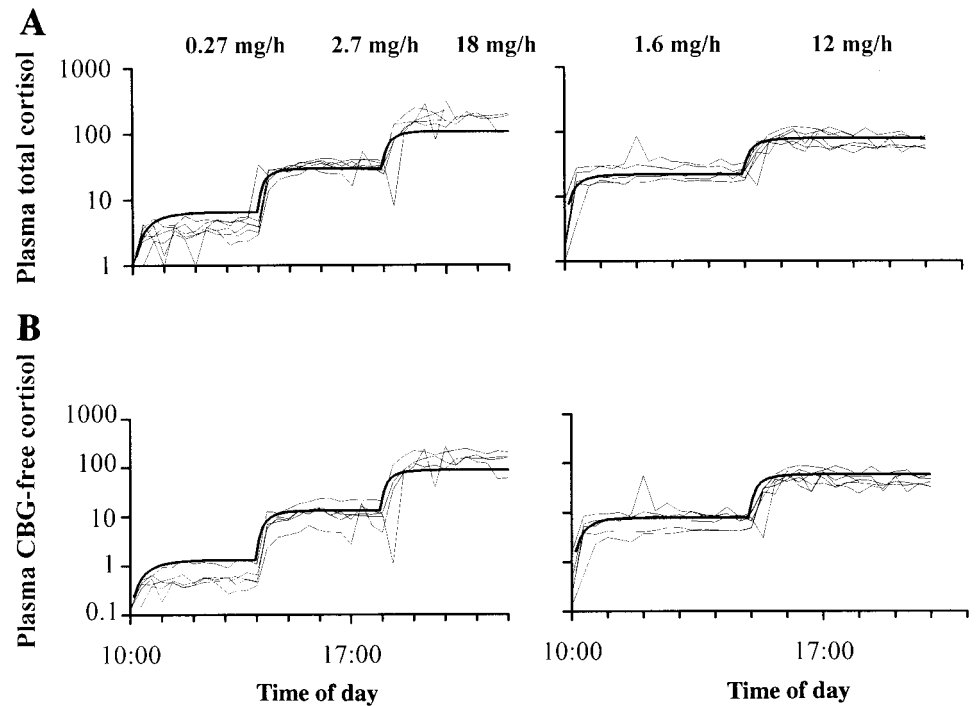 A
0.27 mg/h 2.7 mg/h 18 mg/h 1.6 mg/h 12 mg/h
Plasma total cortisol
1000
100
10
1
B
Plasma CBG-free cortisol
1000
100
10
1
0.1
10:00 17:00 10:00 17:00
Time of day Time of day